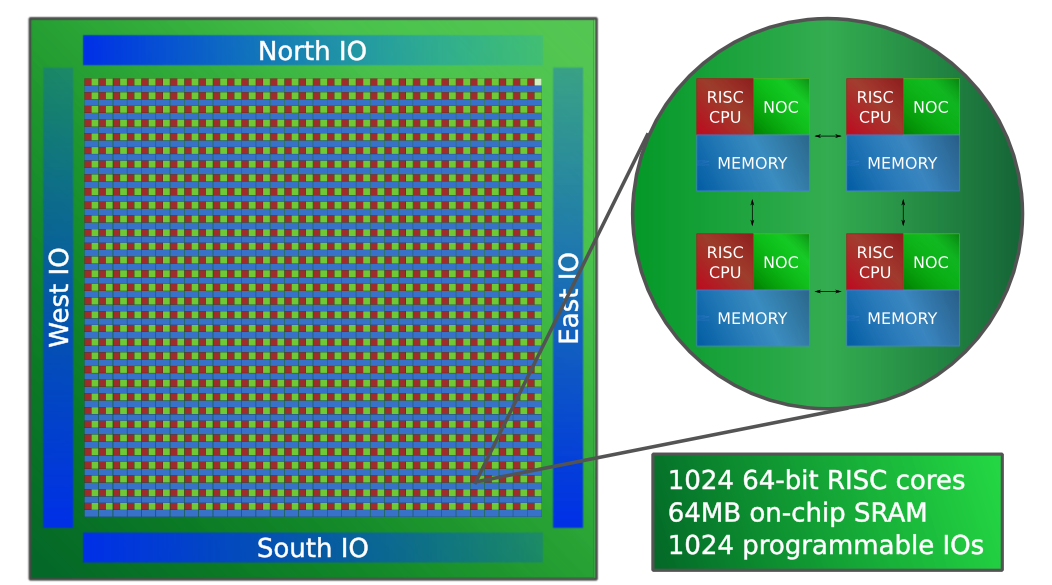 North IO
West IO
East IO
South IO
RISC
CPU
NOC
MEMORY
RISC
CPU
NOC
MEMORY
RISC
CPU
NOC
MEMORY
RISC
CPU
NOC
MEMORY
1024 64-bit RISC cores
64MB on-chip SRAM
1024 programmable IOs